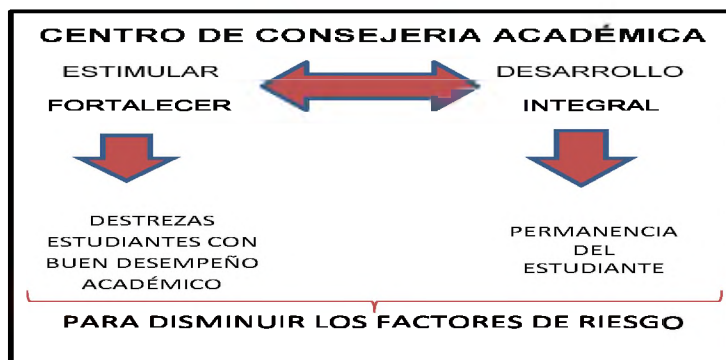 CENTRO DE CONSEJERIA ACADÉMICA
ESTIMULAR
FORTALECER
DESARROLLO
INTEGRAL
DESTREZAS
ESTUDIANTES CON
BUEN DESEMPEÑO
ACADÉMICO
PERMANENCIA
DEL
ESTUDIANTE
PARA DISMINUIR LOS FACTORES DE RIESGO